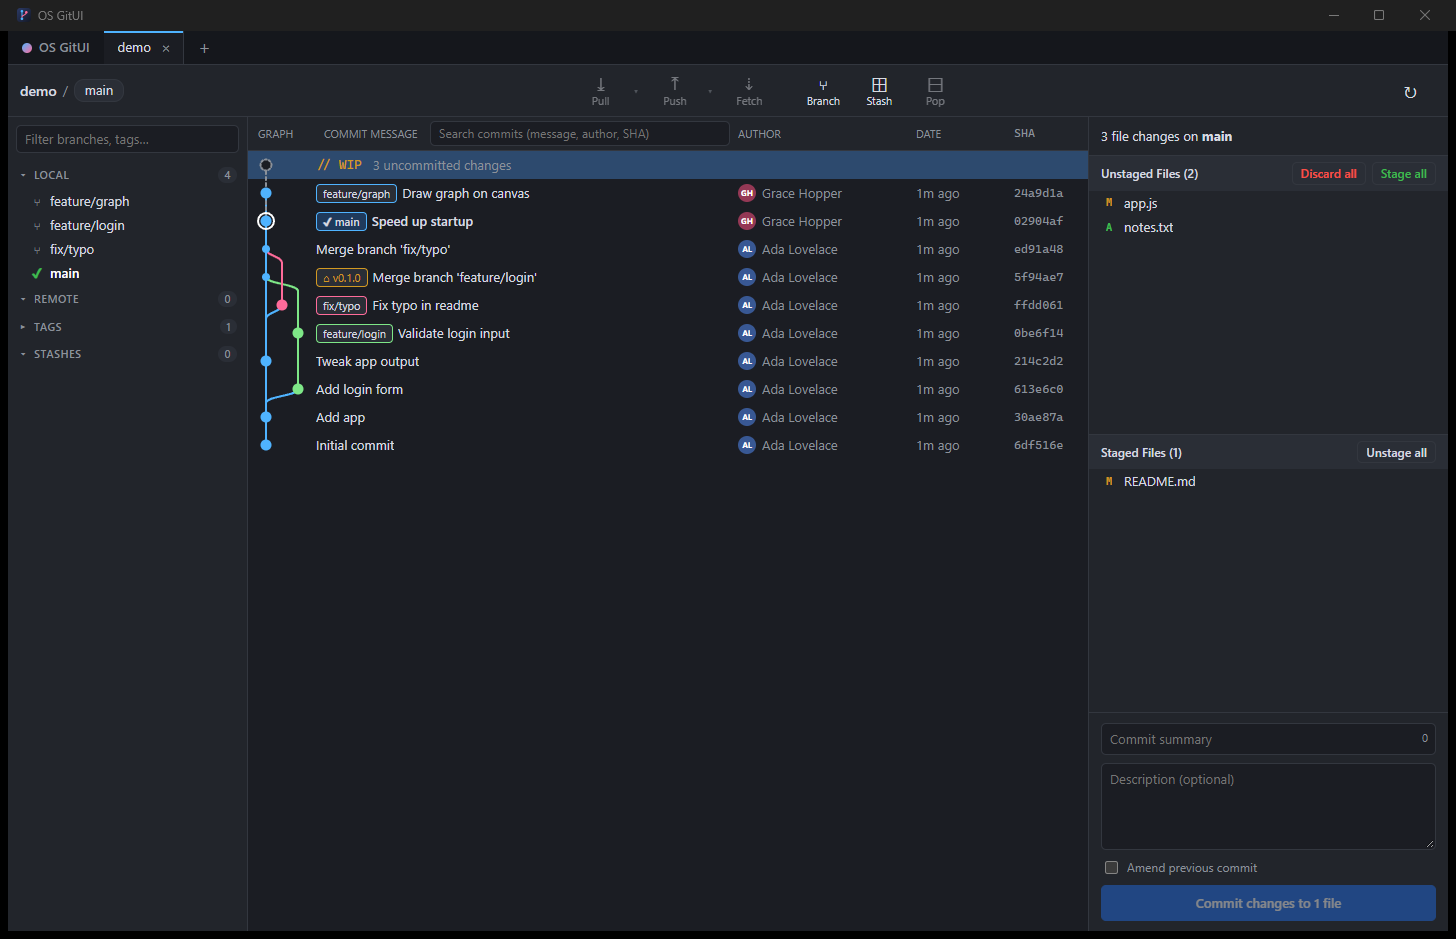 OS GitUI
OS GitUI
demo
demo / main
Pull
Push
Fetch
Branch
Stash
Pop
Filter branches, tags...
LOCAL 4
feature/graph
feature/login
fix/typo
main
REMOTE 0
TAGS 1
STASHES 0
GRAPH COMMIT MESSAGE Search commits (message, author, SHA) AUTHOR DATE SHA
// WIP 3 uncommitted changes
feature/graph Draw graph on canvas GH Grace Hopper 1m ago 24a9d1a
✓ main Speed up startup GH Grace Hopper 1m ago 02904af
Merge branch 'fix/typo' AL Ada Lovelace 1m ago ed91a48
v0.1.0 Merge branch 'feature/login' AL Ada Lovelace 1m ago 5f94ae7
fix/typo Fix typo in readme AL Ada Lovelace 1m ago ffdd061
feature/login Validate login input AL Ada Lovelace 1m ago 0be6f14
Tweak app output AL Ada Lovelace 1m ago 214c2d2
Add login form AL Ada Lovelace 1m ago 613e6c0
Add app AL Ada Lovelace 1m ago 30ae87a
Initial commit AL Ada Lovelace 1m ago 6df516e
3 file changes on main
Unstaged Files (2) Discard all Stage all
M app.js
A notes.txt
Staged Files (1) Unstage all
M README.md
Commit summary 0
Description (optional)
Amend previous commit
Commit changes to 1 file